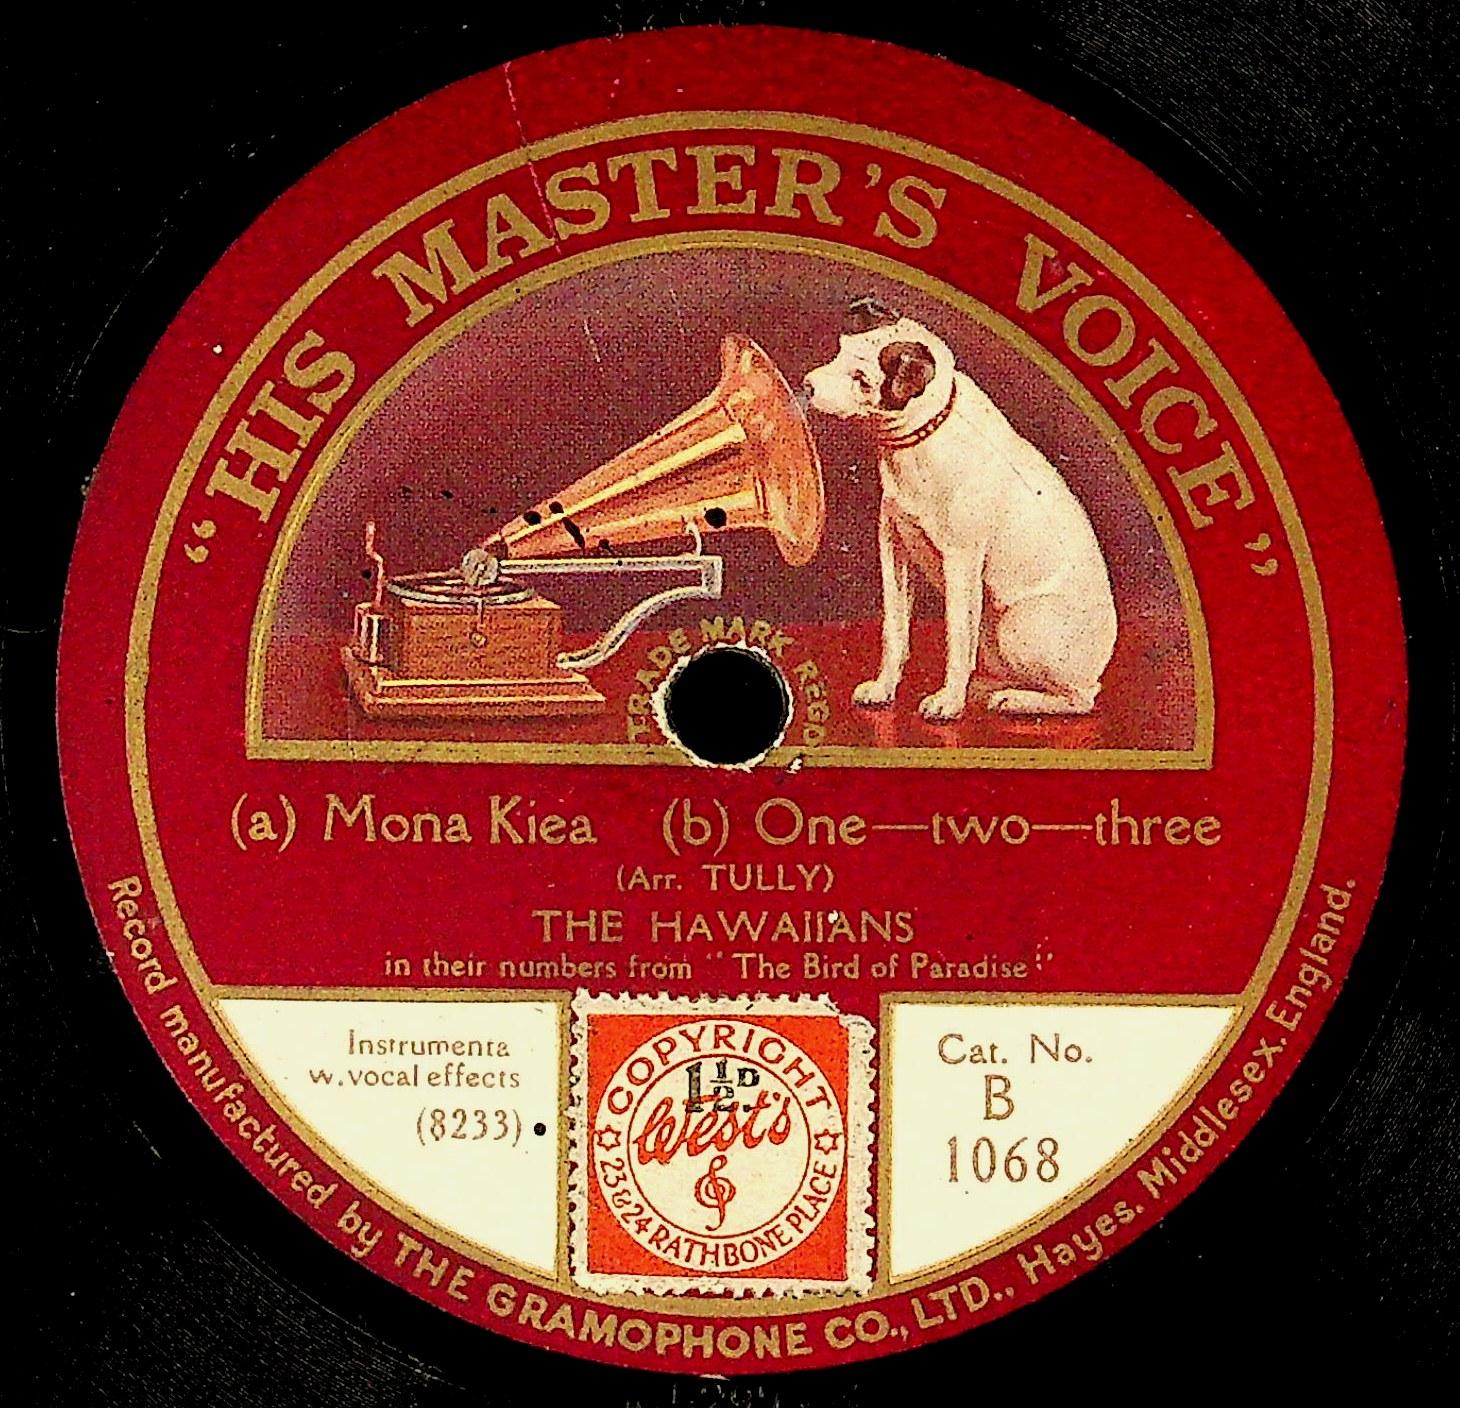 “HIS MASTER'S VOICE”
TRADE MARK REGD.
(a) Mona Kiea (b) One—two—three
(Arr. TULLY)
THE HAWAIIANS
in their numbers from "The Bird of Paradise"
Instrumenta
w.vocal effects
(8233)
COPYRIGHT
1½D.
West's
23 & 24 RATHBONE PLACE
Cat. No.
B
1068
Record manufactured by THE GRAMOPHONE CO., LTD., Hayes. Middlesex. England.